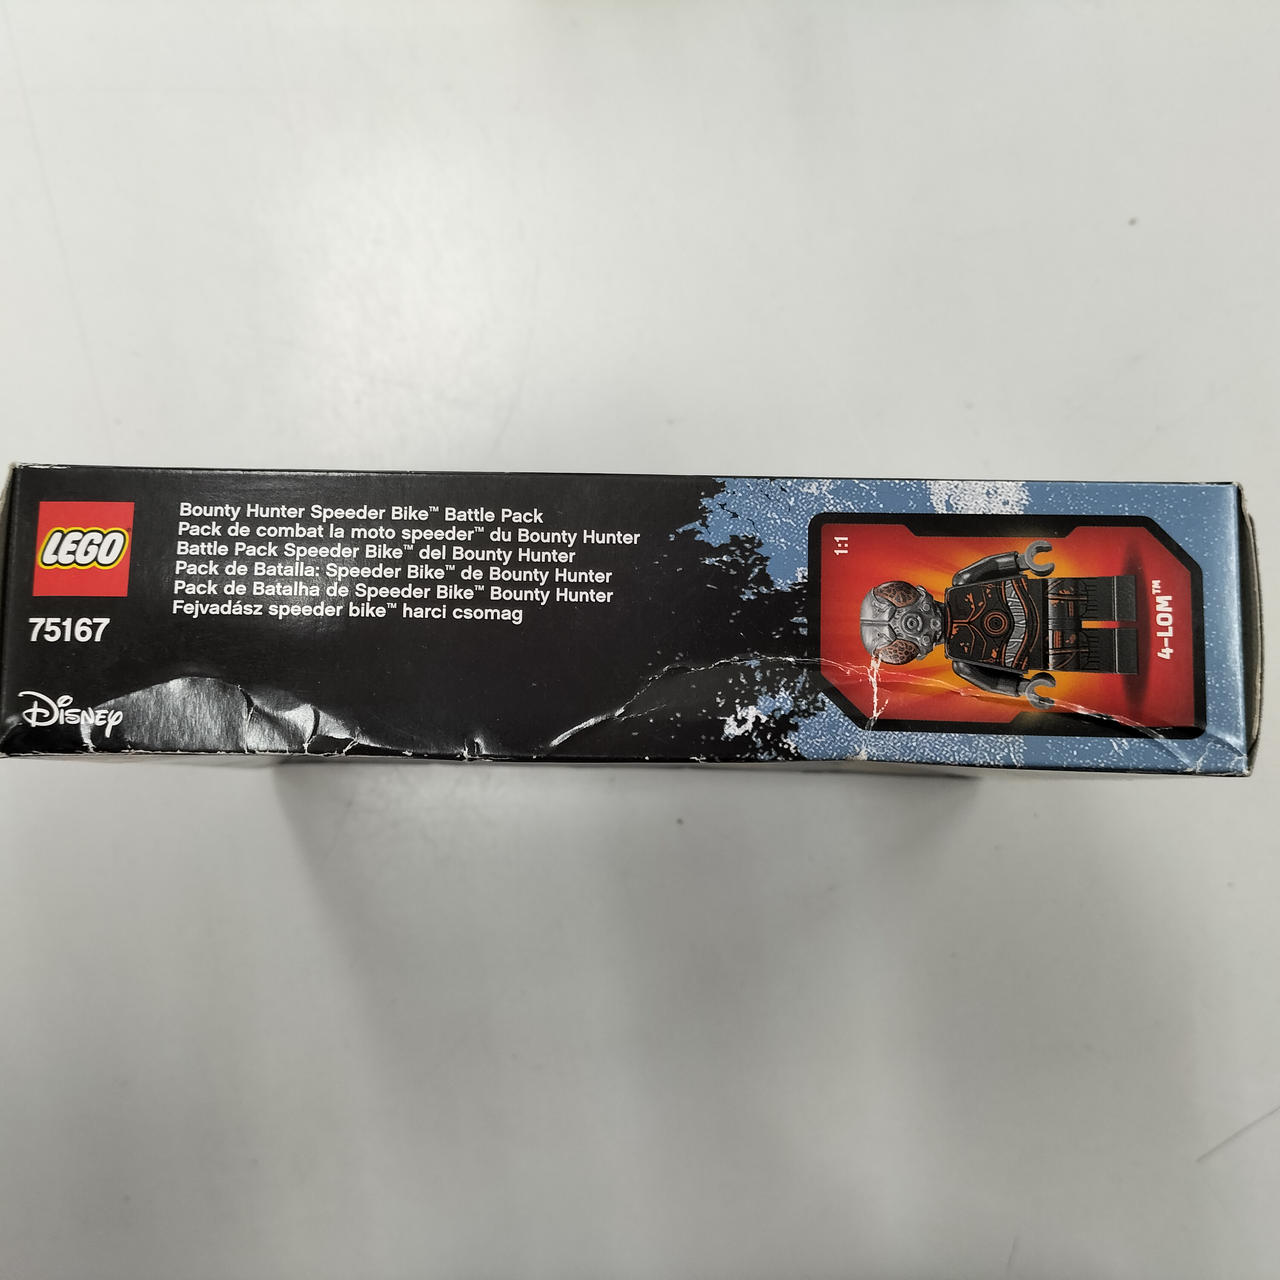 LEGO
75167
Disney
Bounty Hunter Speeder Bike™ Battle Pack
Pack de combat la moto speeder™ du Bounty Hunter
Battle Pack Speeder Bike™ del Bounty Hunter
Pack de Batalla: Speeder Bike™ de Bounty Hunter
Pack de Batalha de Speeder Bike™ Bounty Hunter
Fejvadász speeder bike™ harci csomag
1:1
4-LOM™